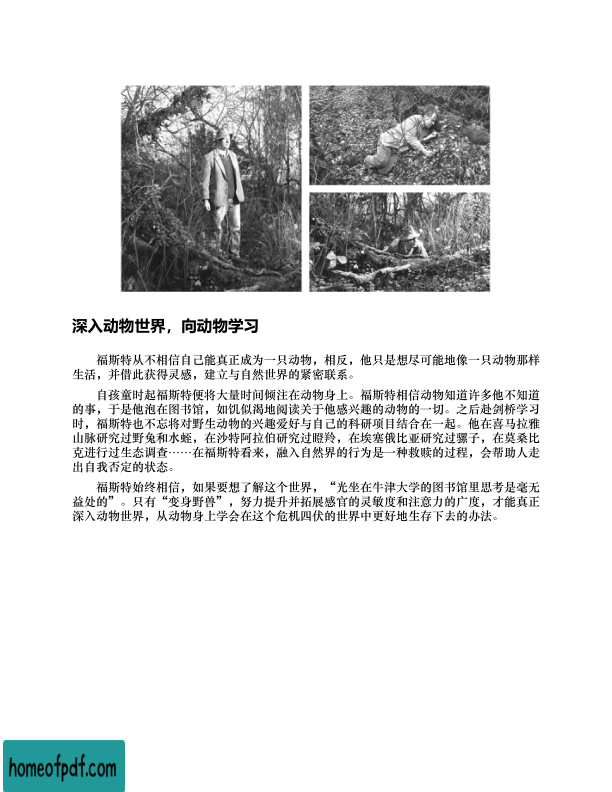 深入动物世界，向动物学习
福斯特从不相信自己能真正成为一只动物，相反，他只是想尽可能地像一只动物那样
生活，并借此获得灵感，建立与自然世界的紧密联系。
自孩童时起福斯特便将大量时间倾注在动物身上。福斯特相信动物知道许多他不知道
的事，于是他泡在图书馆，如饥似渴地阅读关于他感兴趣的动物的一切。之后赴剑桥学习
时，福斯特也不忘将对野生动物的兴趣爱好与自己的科研项目结合在一起。他在喜马拉雅
山脉研究过野兔和水蛭，在沙特阿拉伯研究过瞪羚，在埃塞俄比亚研究过骡子，在莫桑比
克进行过生态调查……在福斯特看来，融入自然界的行为是一种救赎的过程，会帮助人走
出自我否定的状态。
福斯特始终相信，如果要想了解这个世界，“光坐在牛津大学的图书馆里思考是毫无
益处的”。只有“变身野兽”，努力提升并拓展感官的灵敏度和注意力的广度，才能真正
深入动物世界，从动物身上学会在这个危机四伏的世界中更好地生存下去的办法。
homeofpdf.com